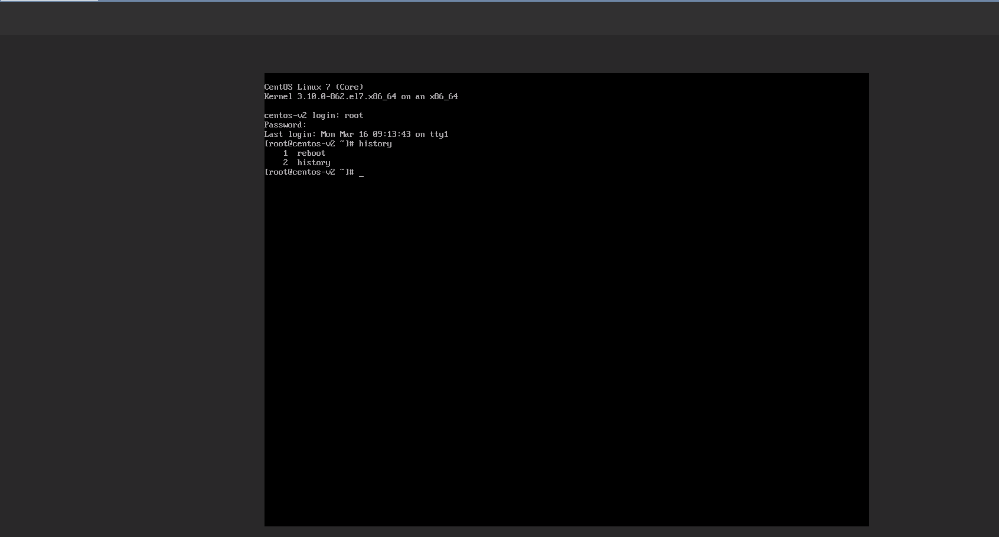 CentOS Linux 7 (Core)
Kernel 3.10.0-862.el7.x86_64 on an x86_64
centos-v2 login: root
Password:
Last login: Mon Mar 16 09:13:43 on tty1
[root@centos-v2 ~]# history
    1  reboot
    2  history
[root@centos-v2 ~]# _